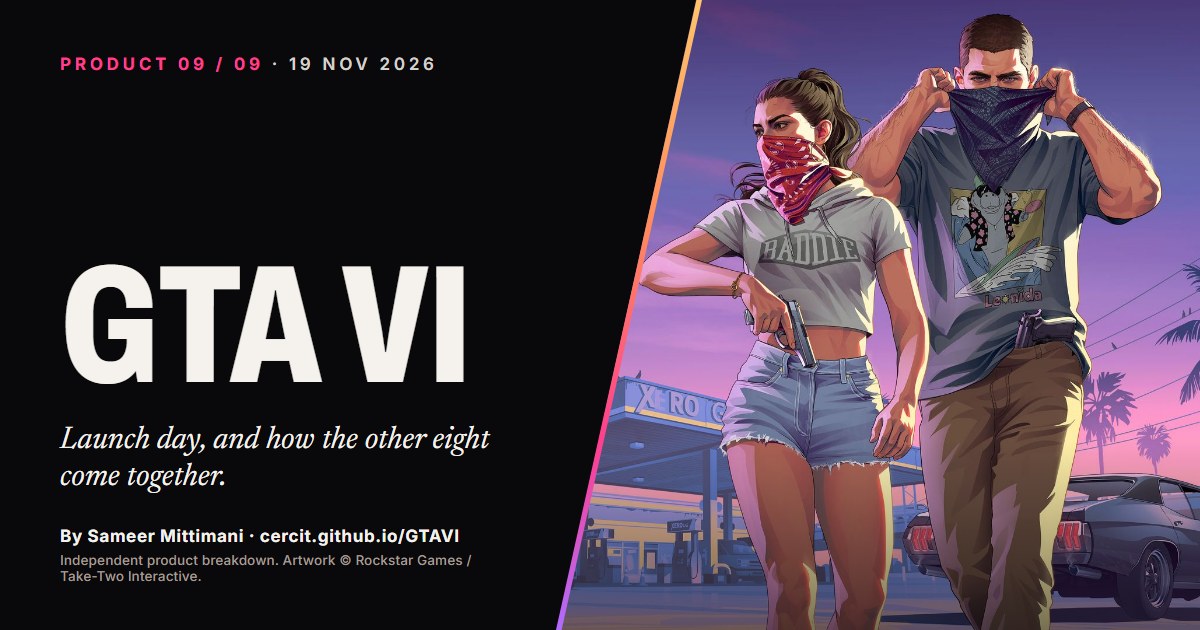 PRODUCT 09 / 09 · 19 NOV 2026
GTA VI
Launch day, and how the other eight
come together.
By Sameer Mittimani · cercit.github.io/GTAVI
Independent product breakdown. Artwork © Rockstar Games /
Take-Two Interactive.
BADDIE
Leonida
XERO G